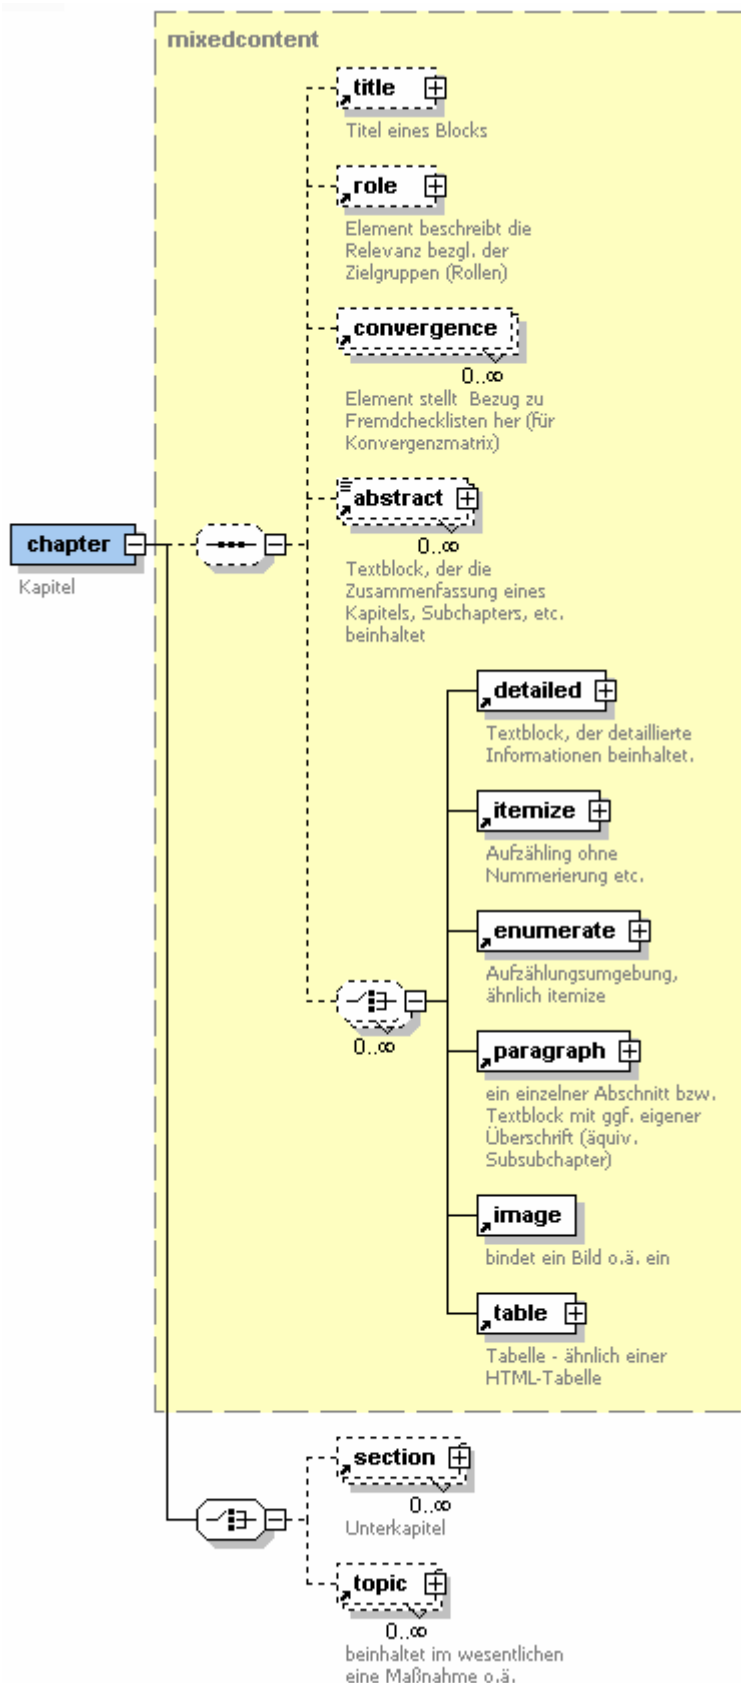 mixedcontent
title
Titel eines Blocks
role
Element beschreibt die
Relevanz bezgl. der
Zielgruppen (Rollen)
convergence
0..∞
Element stellt Bezug zu
Fremdchecklisten her (für
Konvergenzmatrix)
abstract
0..∞
Textblock, der die
Zusammenfassung eines
Kapitels, Subchapters, etc.
beinhaltet
chapter
Kapitel
detailed
Textblock, der detaillierte
Informationen beinhaltet.
itemize
Aufzähling ohne
Nummerierung etc.
enumerate
Aufzählungsumgebung,
ähnlich itemize
0..∞
paragraph
ein einzelner Abschnitt bzw.
Textblock mit ggf. eigener
Überschrift (äquiv.
Subsubchapter)
image
bindet ein Bild o.ä. ein
table
Tabelle - ähnlich einer
HTML-Tabelle
section
0..∞
Unterkapitel
topic
0..∞
beinhaltet im wesentlichen
eine Maßnahme o.ä.